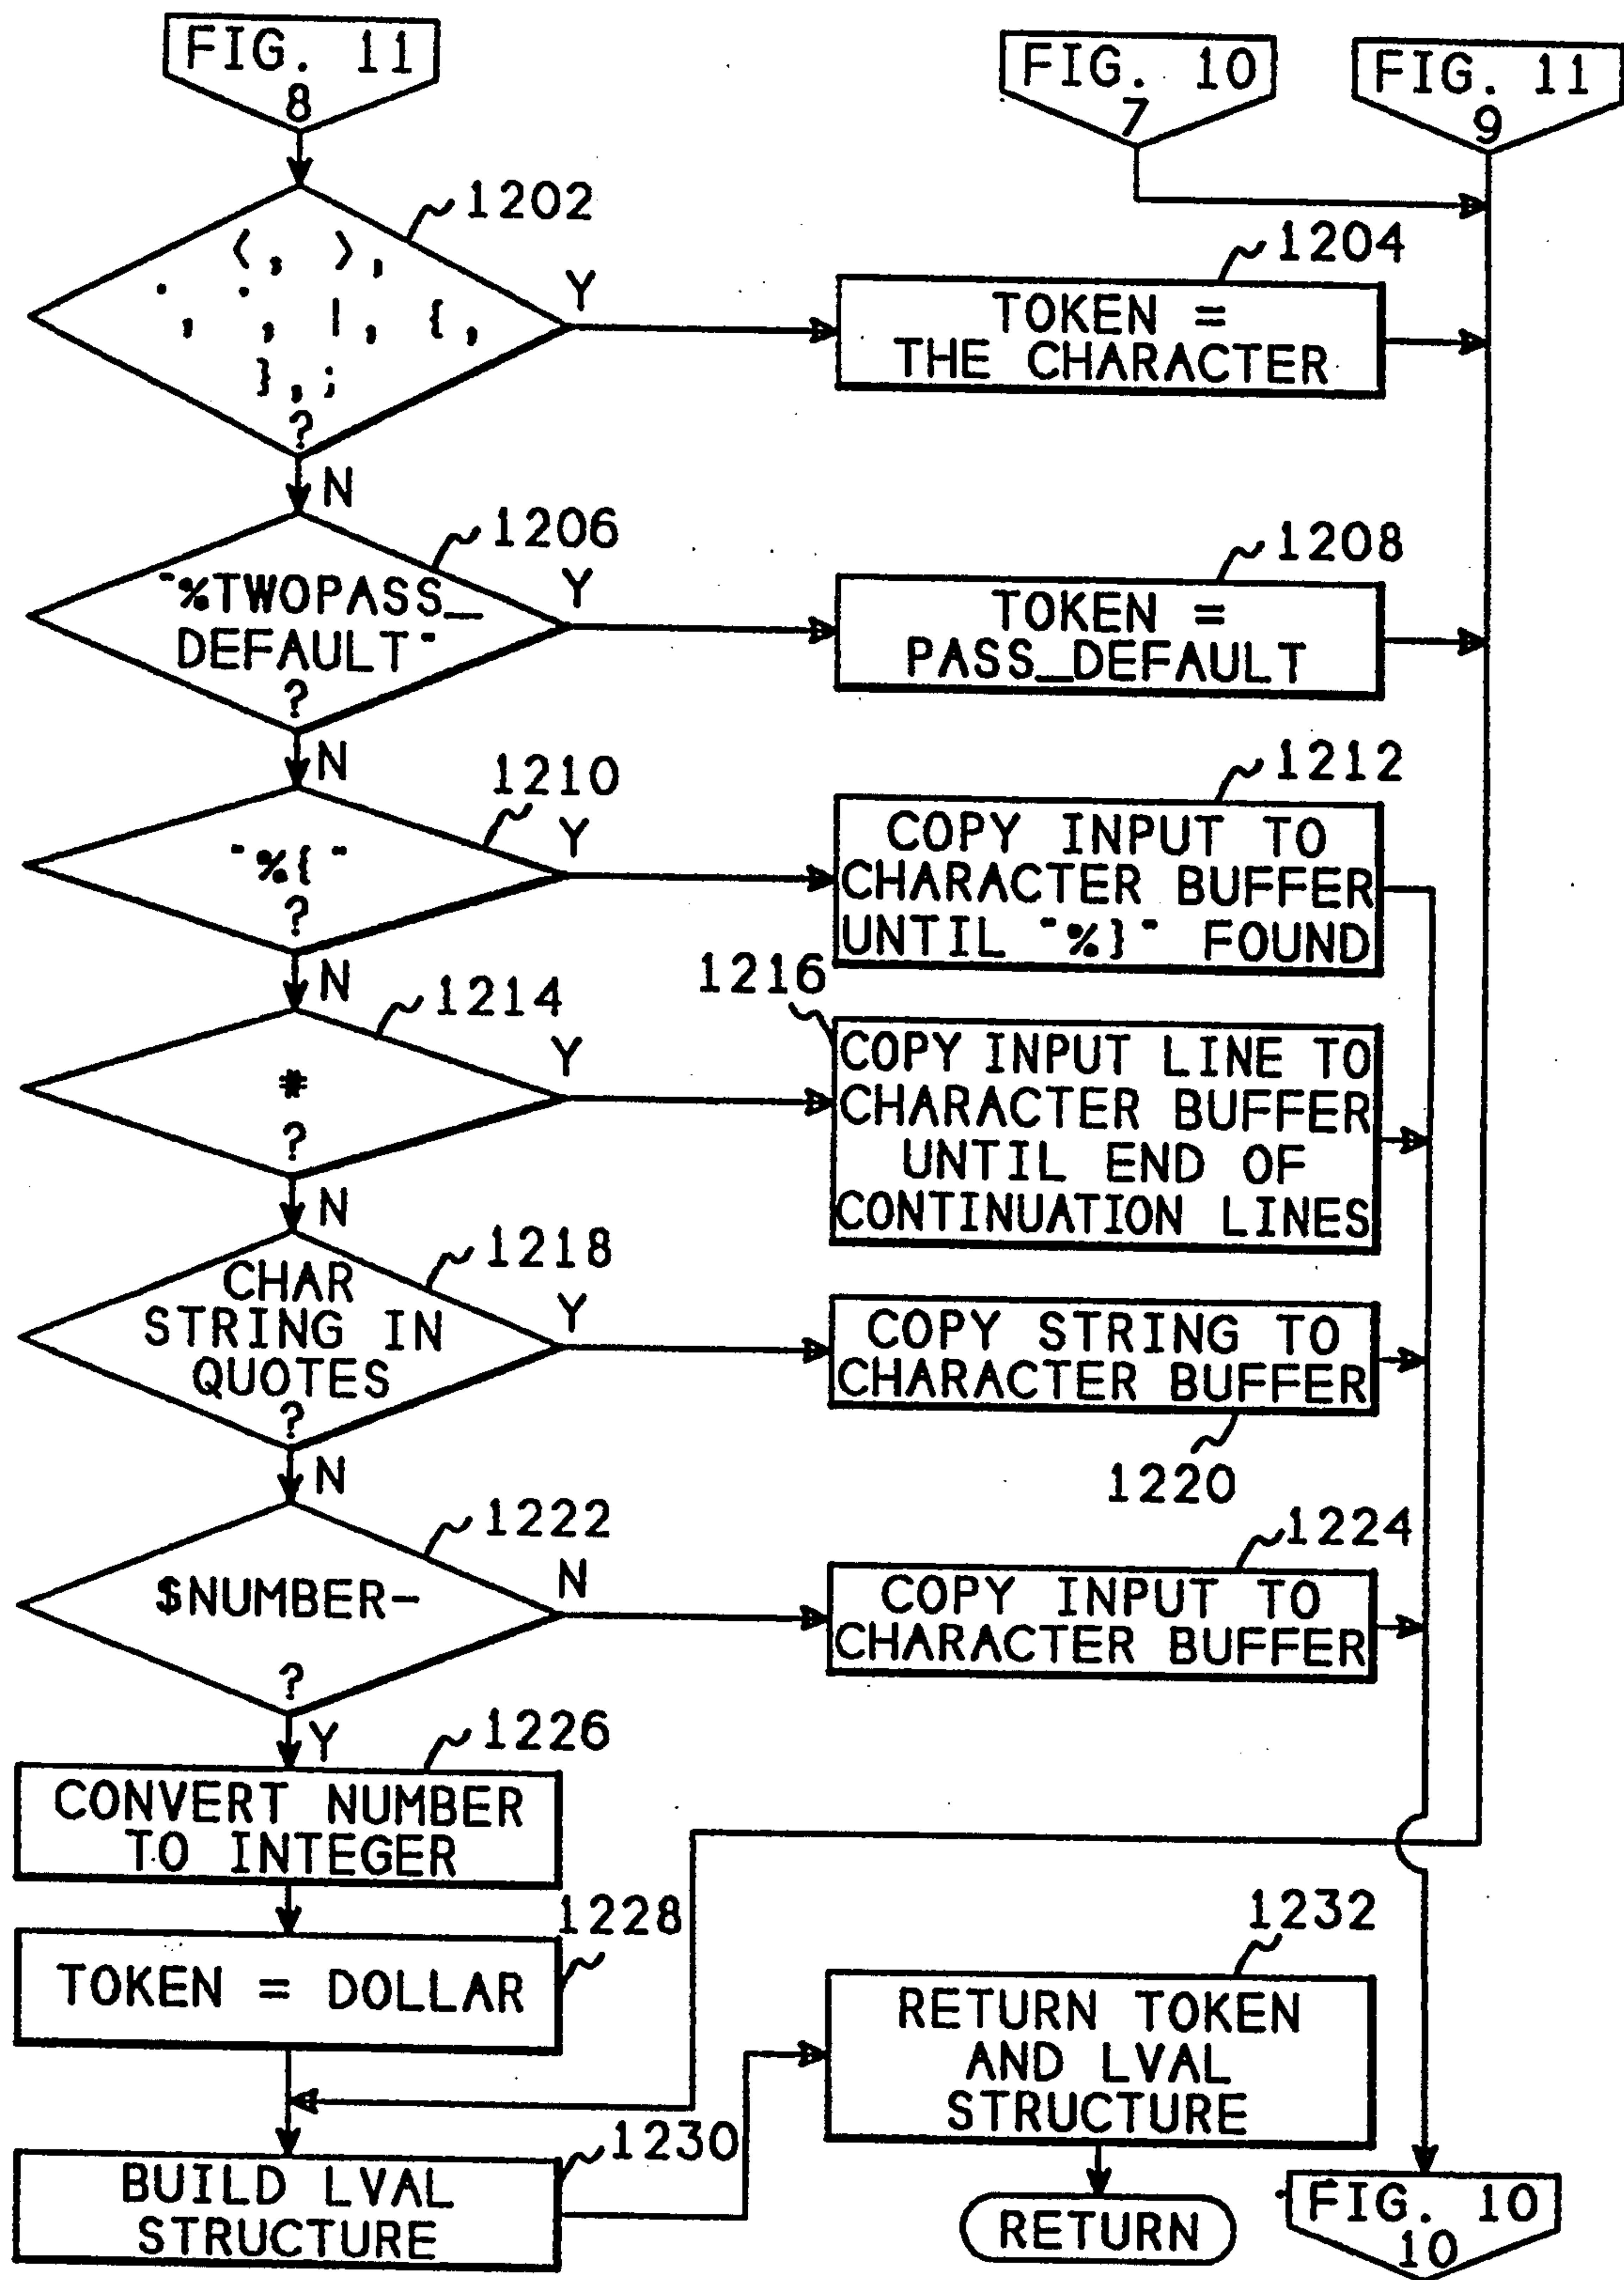 FIG. 11
8
FIG. 10
7
FIG. 11
9
1202
<, >,
|, {,
}, ;
?
Y
1204
TOKEN =
THE CHARACTER
N
1206
"%TWOPASS_
DEFAULT"
?
Y
1208
TOKEN =
PASS_DEFAULT
N
1210
"%{"
?
Y
1212
COPY INPUT TO
CHARACTER BUFFER
UNTIL "%}" FOUND
N
1214
#
?
Y
1216
COPY INPUT LINE TO
CHARACTER BUFFER
UNTIL END OF
CONTINUATION LINES
N
1218
CHAR
STRING IN
QUOTES
?
Y
COPY STRING TO
CHARACTER BUFFER
1220
N
1222
$NUMBER-
?
N
1224
COPY INPUT TO
CHARACTER BUFFER
Y
1226
CONVERT NUMBER
TO INTEGER
1228
TOKEN = DOLLAR
1230
BUILD LVAL
STRUCTURE
1232
RETURN TOKEN
AND LVAL
STRUCTURE
RETURN
FIG. 10
10